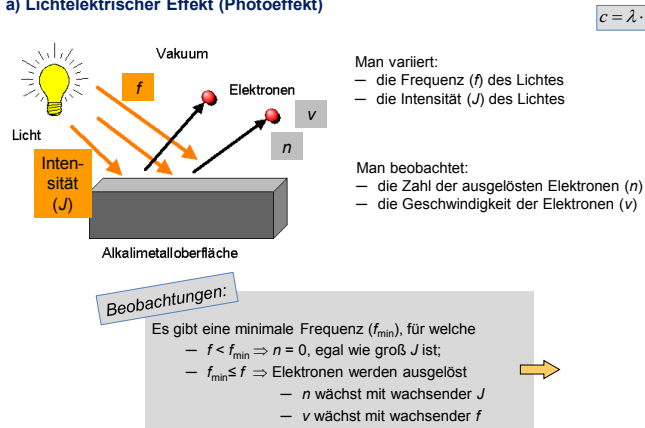 a) Lichtelektrischer Effekt (Photoeffekt)
c = λ ·
Vakuum
f
Elektronen
v
n
Licht
Inten-
sität
(J)
Alkalimetalloberfläche
Man variiert:
— die Frequenz (f) des Lichtes
— die Intensität (J) des Lichtes
Man beobachtet:
— die Zahl der ausgelösten Elektronen (n)
— die Geschwindigkeit der Elektronen (v)
Beobachtungen:
Es gibt eine minimale Frequenz (fmin), für welche
— f < fmin ⇒ n = 0, egal wie groß J ist;
— fmin ≤ f ⇒ Elektronen werden ausgelöst
— n wächst mit wachsender J
— v wächst mit wachsender f